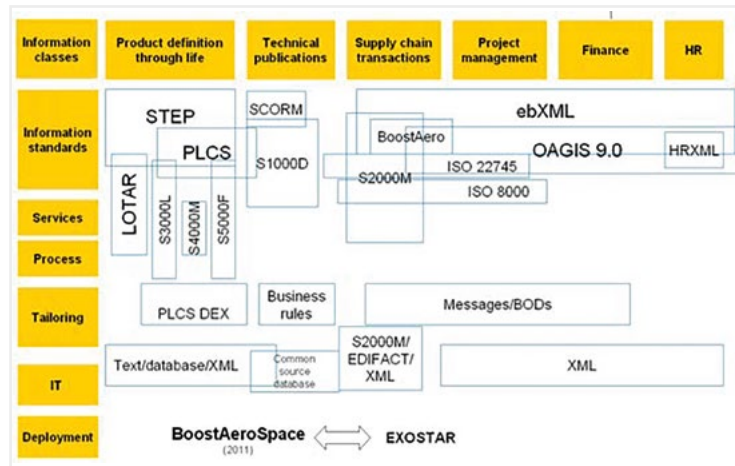 Information
classes
Product definition
through life
Technical
publications
Supply chain
transactions
Project
management
Finance
HR
Information
standards
STEP
SCORM
ebXML
BoostAero
PLCS
S1000D
OAGIS 9.0
HRXML
ISO 22745
S2000M
ISO 8000
LOTAR
S3000L
S4000M
S5000F
Services
Process
Tailoring
PLCS DEX
Business
rules
Messages/BODs
IT
Text/database/XML
Common
source
database
S2000M/
EDIFACT/
XML
XML
Deployment
BoostAeroSpace
(2011)
EXOSTAR